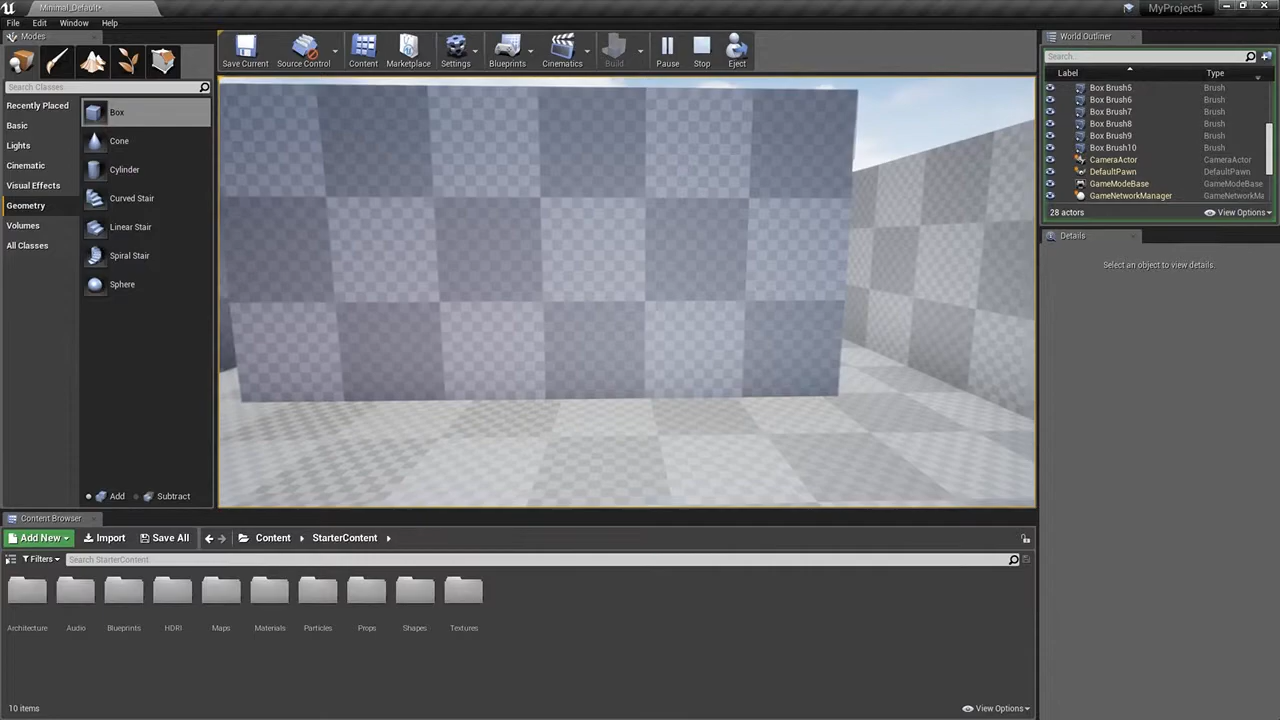 Minimal_Default*
MyProject5
File Edit Window Help
Modes
Search Classes
Recently Placed
Basic
Lights
Cinematic
Visual Effects
Geometry
Volumes
All Classes
Box
Cone
Cylinder
Curved Stair
Linear Stair
Spiral Stair
Sphere
Add Subtract
Save Current Source Control Content Marketplace Settings Blueprints Cinematics Build Pause Stop Eject
World Outliner
Search...
Label Type
Box Brush5 Brush
Box Brush6 Brush
Box Brush7 Brush
Box Brush8 Brush
Box Brush9 Brush
Box Brush10 Brush
CameraActor CameraActor
DefaultPawn DefaultPawn
GameModeBase GameModeBase
GameNetworkManager GameNetworkMa
28 actors View Options
Details
Select an object to view details.
Content Browser
Add New Import Save All Content StarterContent
Filters Search StarterContent
Architecture Audio Blueprints HDRI Maps Materials Particles Props Shapes Textures
10 items View Options